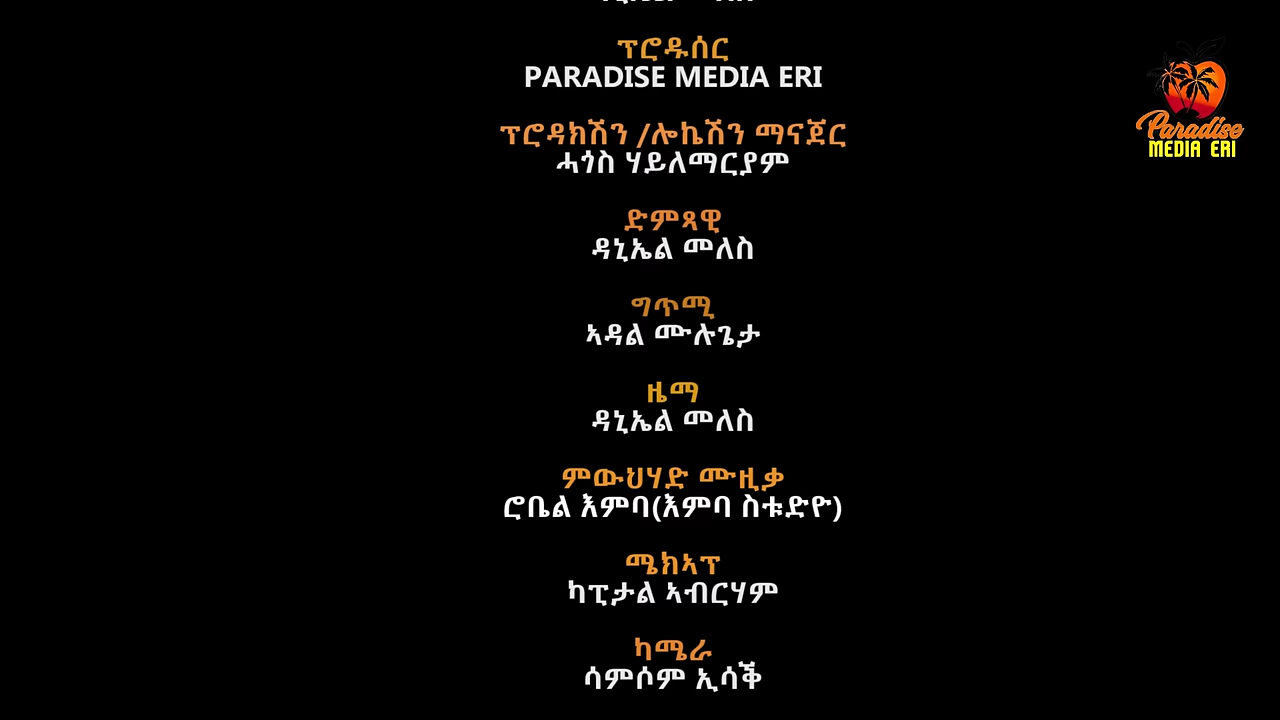 ፕሮዱሰር
PARADISE MEDIA ERI
ፕሮዳክሽን /ሎኬሽን ማናጀር
ሓጎስ ሃይለማርያም
ድምጻዊ
ዳኒኤል መለስ
ግጥሚ
ኣዳል ሙሉጌታ
ዜማ
ዳኒኤል መለስ
ምውህሃድ ሙዚቃ
ሮቤል እምባ(እምባ ስቱድዮ)
ሜክኣፕ
ካፒታል ኣብርሃም
ካሜራ
ሳምሶም ኢሳቕ
Paradise
MEDIA ERI